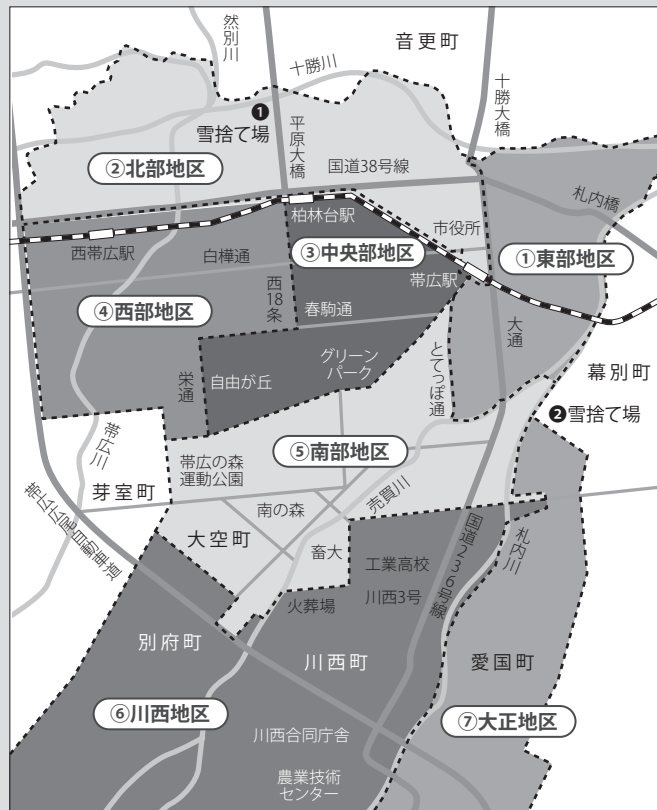 然別川
音更町
十勝川
十勝大橋
❶
雪捨て場
平原大橋
②北部地区
国道38号線
札内橋
柏林台駅
市役所
西帯広駅
白樺通
③中央部地区
①東部地区
帯広駅
西18条
④西部地区
春駒通
大通
グリーンパーク
とてっぽ通
幕別町
栄通
自由が丘
❷雪捨て場
帯広川
⑤南部地区
帯広の森
運動公園
芽室町
売買川
南の森
帯広広尾自動車道
大空町
畜大
工業高校
国道236号線
札内川
火葬場
川西3号
別府町
川西町
愛国町
⑥川西地区
⑦大正地区
川西合同庁舎
農業技術
センター